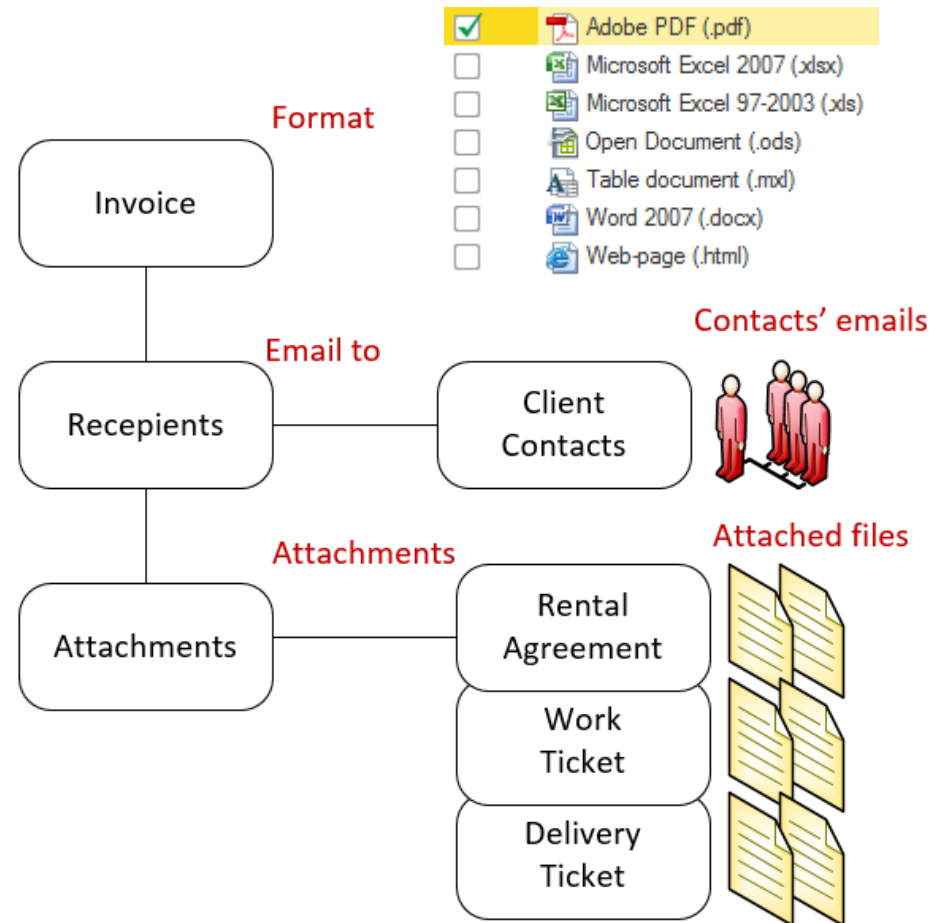 Adobe PDF (.pdf)
Microsoft Excel 2007 (.xlsx)
Microsoft Excel 97-2003 (.xls)
Open Document (.ods)
Table document (.mxl)
Word 2007 (.docx)
Web-page (.html)
Format
Invoice
Contacts’ emails
Email to
Recepients
Client
Contacts
Attached files
Attachments
Attachments
Rental
Agreement
Work
Ticket
Delivery
Ticket